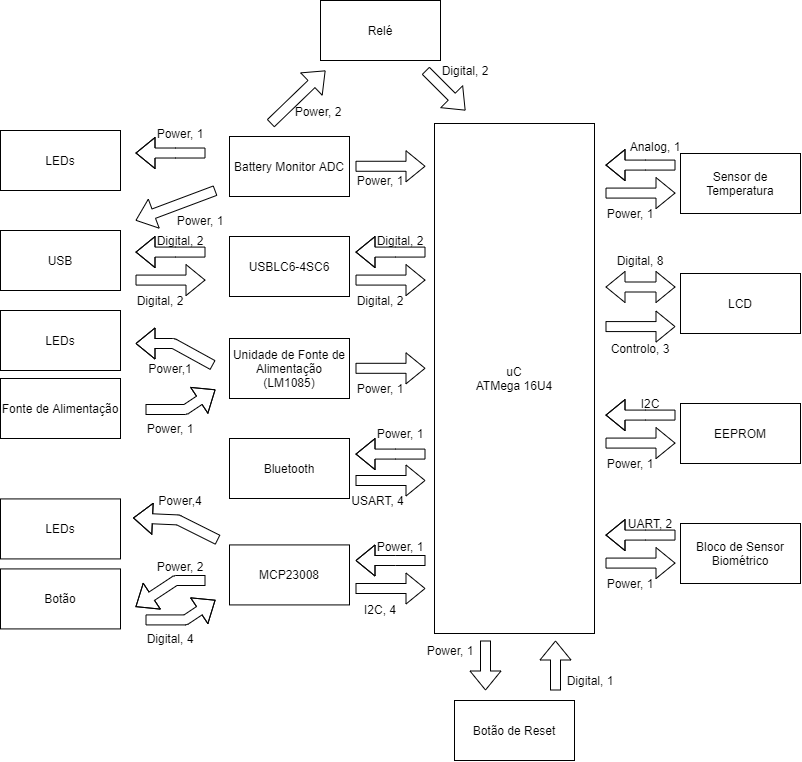 Relé
Digital, 2
Power, 2
Power, 1
LEDs
Battery Monitor ADC
Power, 1
Analog, 1
Sensor de
Temperatura
Power, 1
Power, 1
USB
Digital, 2
Digital, 2
USBLC6-4SC6
Digital, 2
Digital, 2
Digital, 8
LCD
Controlo, 3
LEDs
Power,1
Unidade de Fonte de
Alimentação
(LM1085)
Power, 1
uC
ATMega 16U4
Fonte de Alimentação
Power, 1
I2C
EEPROM
Power, 1
Bluetooth
Power, 1
USART, 4
LEDs
Power,4
UART, 2
Bloco de Sensor
Biométrico
Power, 1
MCP23008
Power, 1
I2C, 4
Botão
Power, 2
Digital, 4
Power, 1
Digital, 1
Botão de Reset